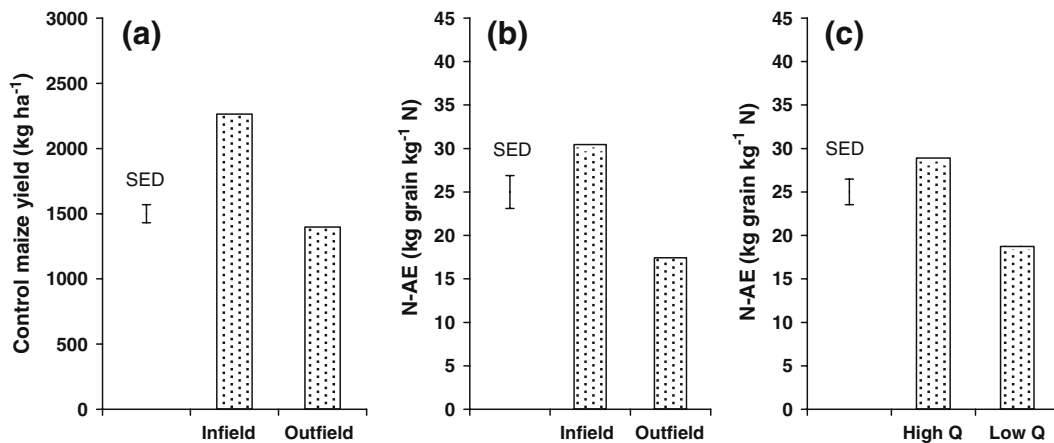 (a)
Control maize yield (kg ha⁻¹)
3000
2500
2000
1500
1000
500
0
SED
Infield Outfield
(b)
N-AE (kg grain kg⁻¹ N)
45
40
35
30
25
20
15
10
5
0
SED
Infield Outfield
(c)
N-AE (kg grain kg⁻¹ N)
45
40
35
30
25
20
15
10
5
0
SED
High Q Low Q